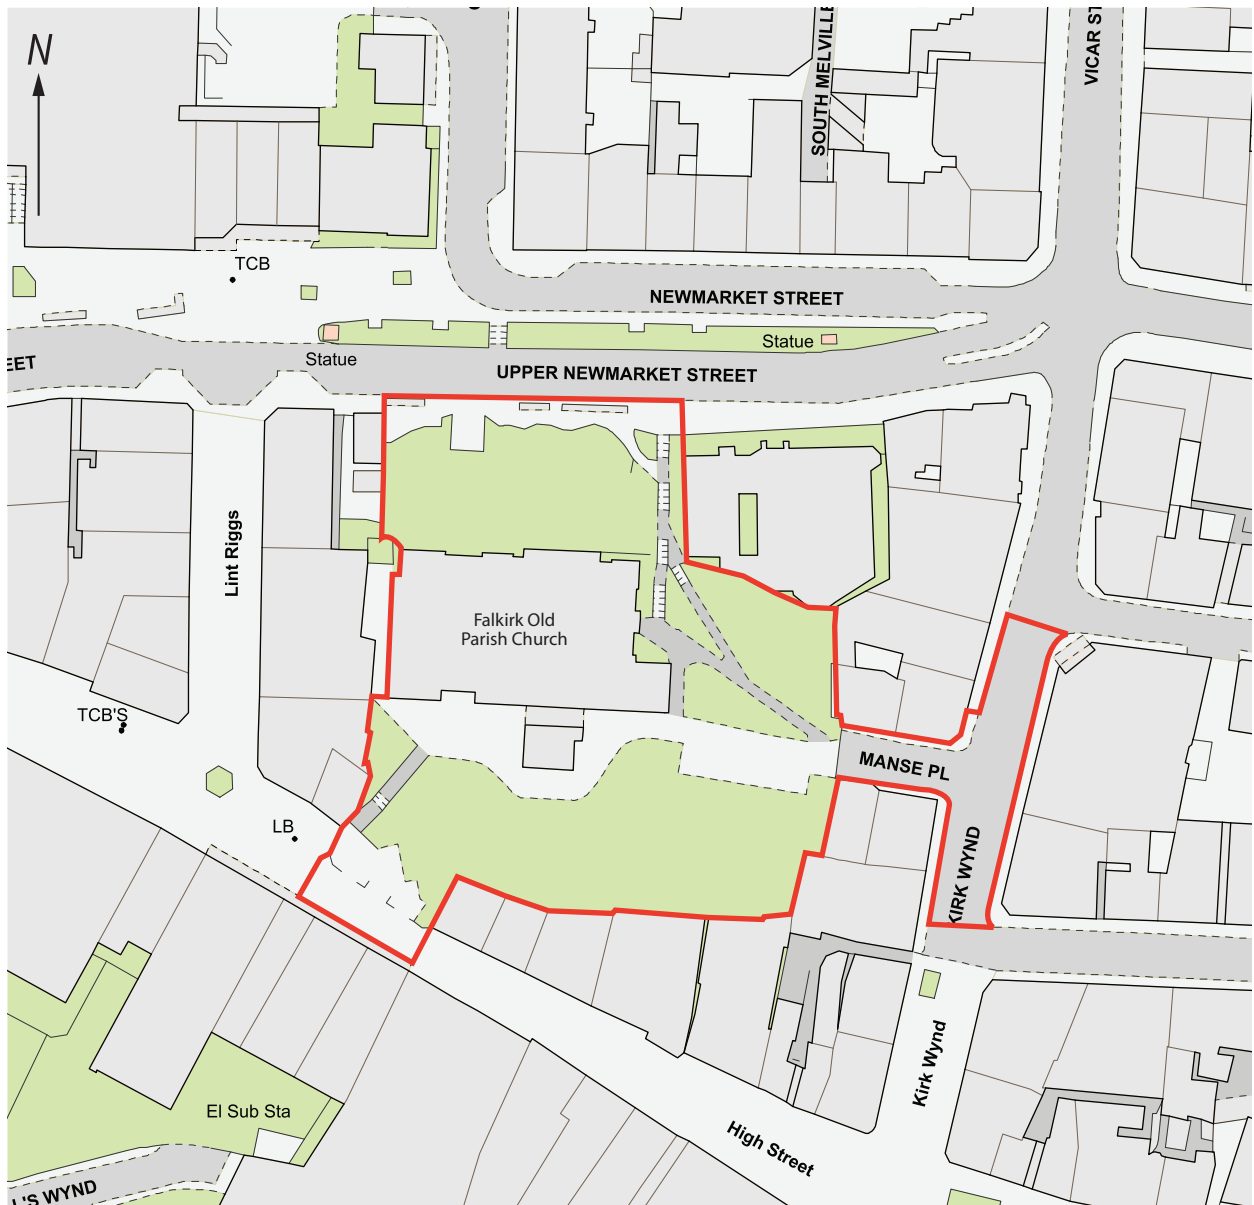 N
SOUTH MELVILLE
VICAR ST
TCB
NEWMARKET STREET
Statue
Statue
EET
UPPER NEWMARKET STREET
Lint Riggs
Falkirk Old
Parish Church
TCB'S
MANSE PL
LB
KIRK WYND
Kirk Wynd
El Sub Sta
High Street
L'S WYND